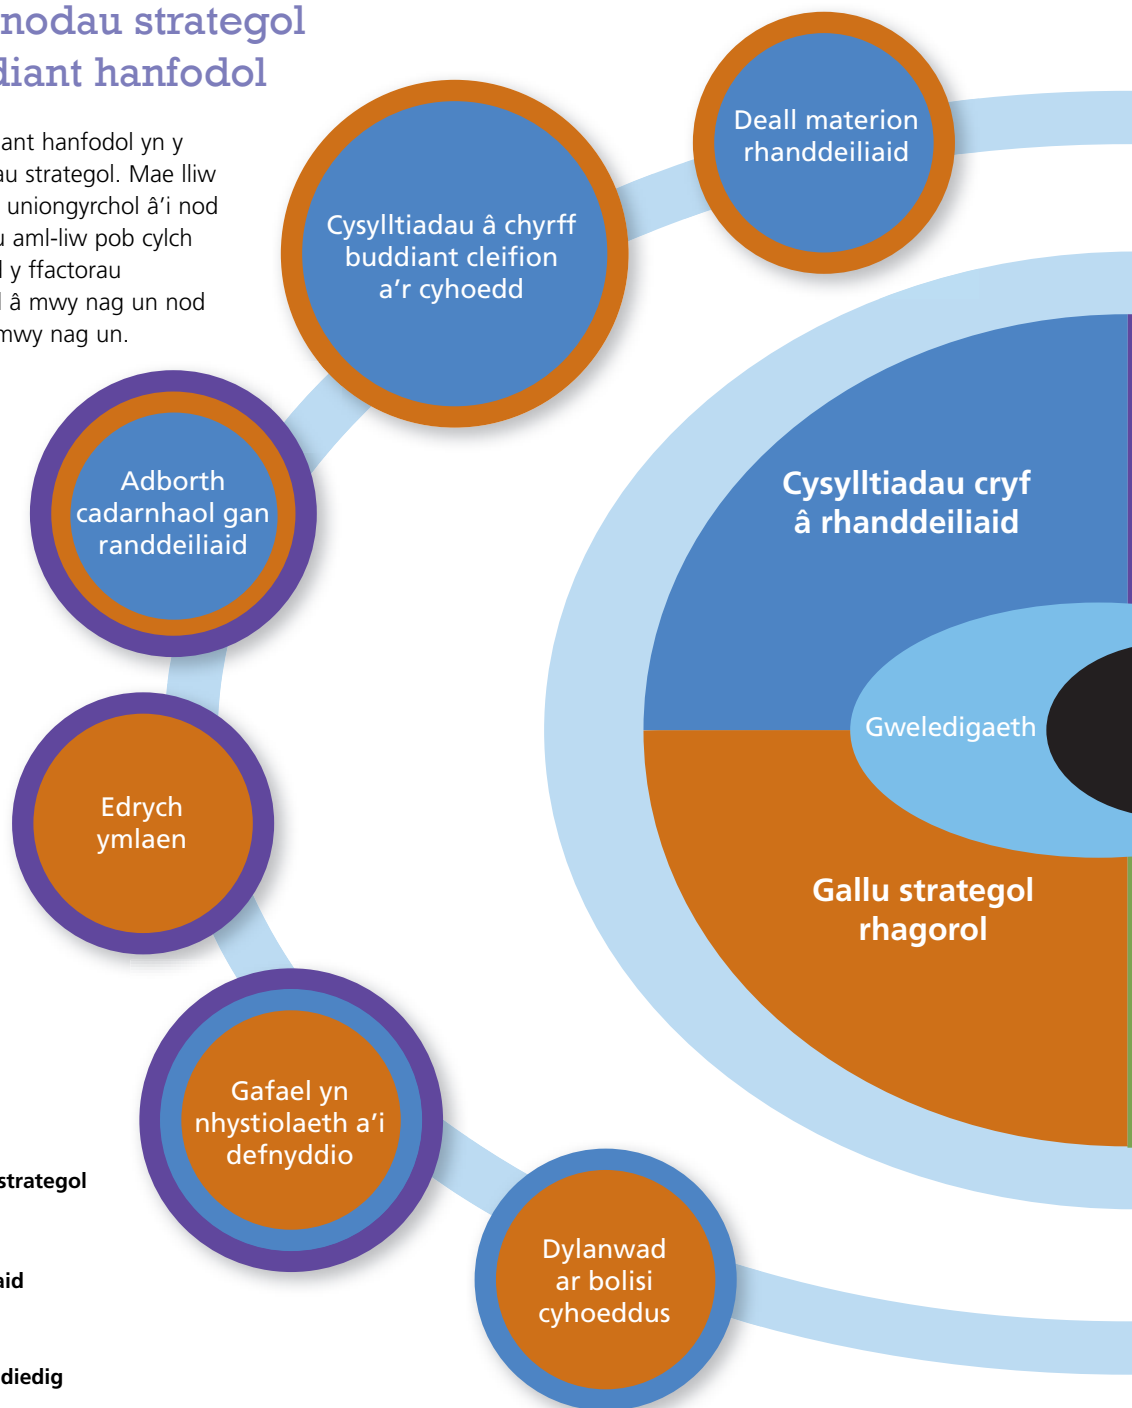 nodau strategol
diant hanfodol
ant hanfodol yn y
au strategol. Mae lliw
uniongyrchol â'i nod
u aml-liw pob cylch
l y ffactorau
l â mwy nag un nod
mwy nag un.
Deall materion
rhanddeiliaid
Cysylltiadau â chyrff
buddiant cleifion
a'r cyhoedd
Adborth
cadarnhaol gan
randdeiliaid
Cysylltiadau cryf
â rhanddeiliaid
Gweledigaeth
Edrych
ymlaen
Gallu strategol
rhagorol
Gafael yn
nhystiolaeth a'i
defnyddio
strategol
Dylanwad
ar bolisi
cyhoeddus
aid
diedig